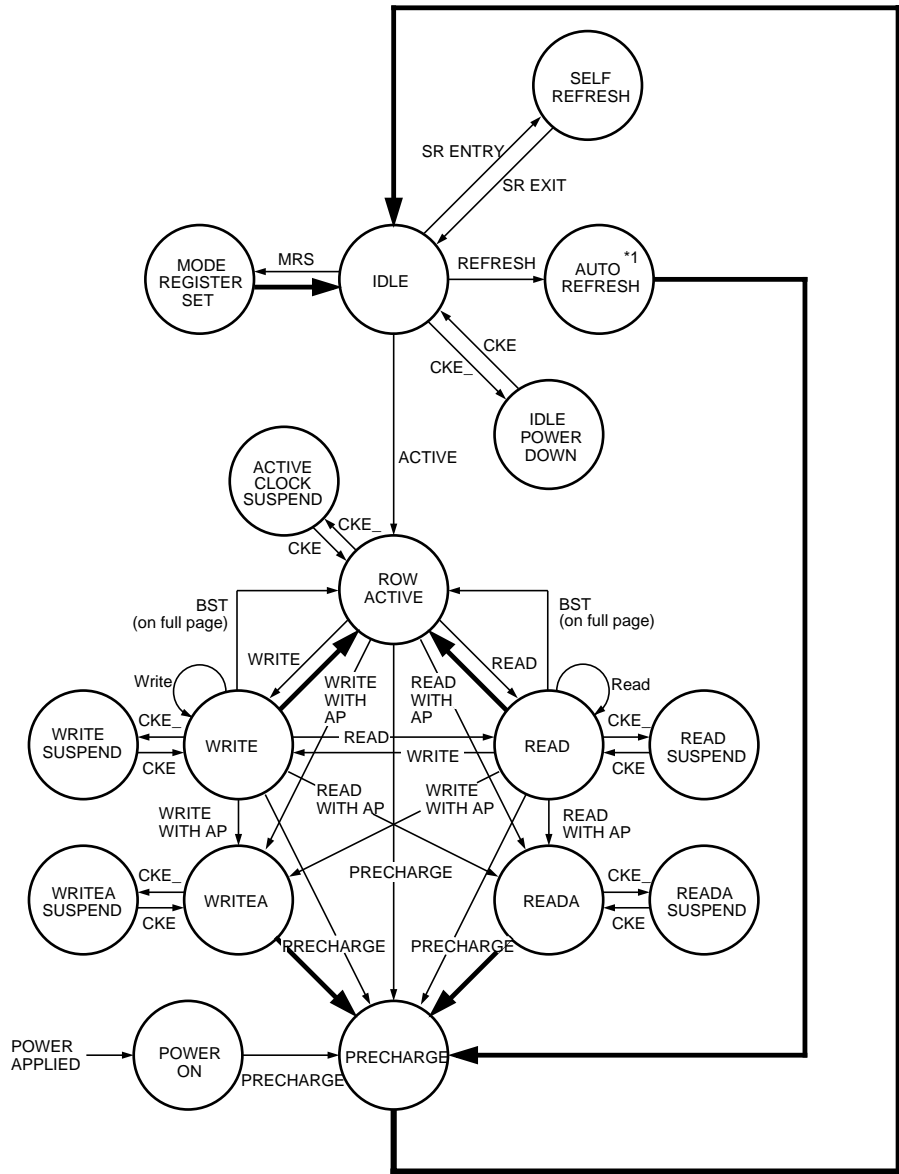 SELF
REFRESH
SR ENTRY
SR EXIT
MODE
REGISTER
SET
MRS
IDLE
REFRESH
AUTO *1
REFRESH
CKE
CKE_
IDLE
POWER
DOWN
ACTIVE
ACTIVE
CLOCK
SUSPEND
CKE_
CKE
ROW
ACTIVE
BST
(on full page)
BST
(on full page)
WRITE
READ
WRITE
WITH
AP
READ
WITH
AP
Write
Read
WRITE
SUSPEND
CKE_
CKE
WRITE
READ
WRITE
READ
CKE_
CKE
READ
SUSPEND
READ
WITH AP
WRITE
WITH AP
WRITE
WITH AP
READ
WITH AP
WRITEA
SUSPEND
CKE_
CKE
WRITEA
PRECHARGE
READA
CKE_
CKE
READA
SUSPEND
PRECHARGE
PRECHARGE
POWER
APPLIED
POWER
ON
PRECHARGE
PRECHARGE